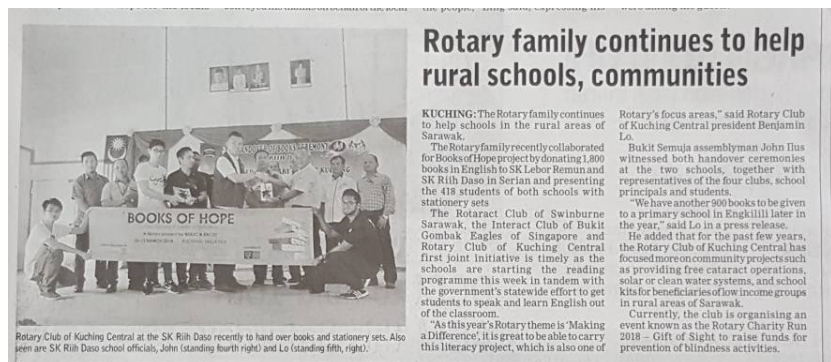 Rotary family continues to help
rural schools, communities
KUCHING: The Rotary family continues
to help schools in the rural areas of
Sarawak.
The Rotary family recently collaborated
for Books of Hope project by donating 1,800
books in English to SK Lebor Remun and
SK Riih Daso in Serian and presenting
the 418 students of both schools with
stationery sets
The Rotaract Club of Swinburne
Sarawak, the Interact Club of Bukit
Gombak Eagles of Singapore and
Rotary Club of Kuching Central
first joint initiative is timely as the
schools are starting the reading
programme this week in tandem with
the government's statewide effort to get
students to speak and learn English out
of the classroom.
"As this year's Rotary theme is 'Making
a Difference', it is great to be able to carry
this literacy project, which is also one of
Rotary's focus areas," said Rotary Club
of Kuching Central president Benjamin
Lo.
Bukit Semuja assemblyman John Ilus
witnessed both handover ceremonies
at the two schools, together with
representatives of the four clubs, school
principals and students.
"We have another 900 books to be given
to a primary school in Engkilili later in
the year," said Lo in a press release.
He added that for the past few years,
the Rotary Club of Kuching Central has
focused more on community projects such
as providing free cataract operations,
solar or clean water systems, and school
kits for beneficiaries of low income groups
in rural areas of Sarawak.
Currently, the club is organising an
event known as the Rotary Charity Run
2018 – Gift of Sight to raise funds for
prevention of blindness activities.
BOOKS OF HOPE
Rotary Club of Kuching Central at the SK Riih Daso recently to hand over books and stationery sets. Also
seen are SK Riih Daso school officials, John (standing fourth right) and Lo (standing fifth, right).